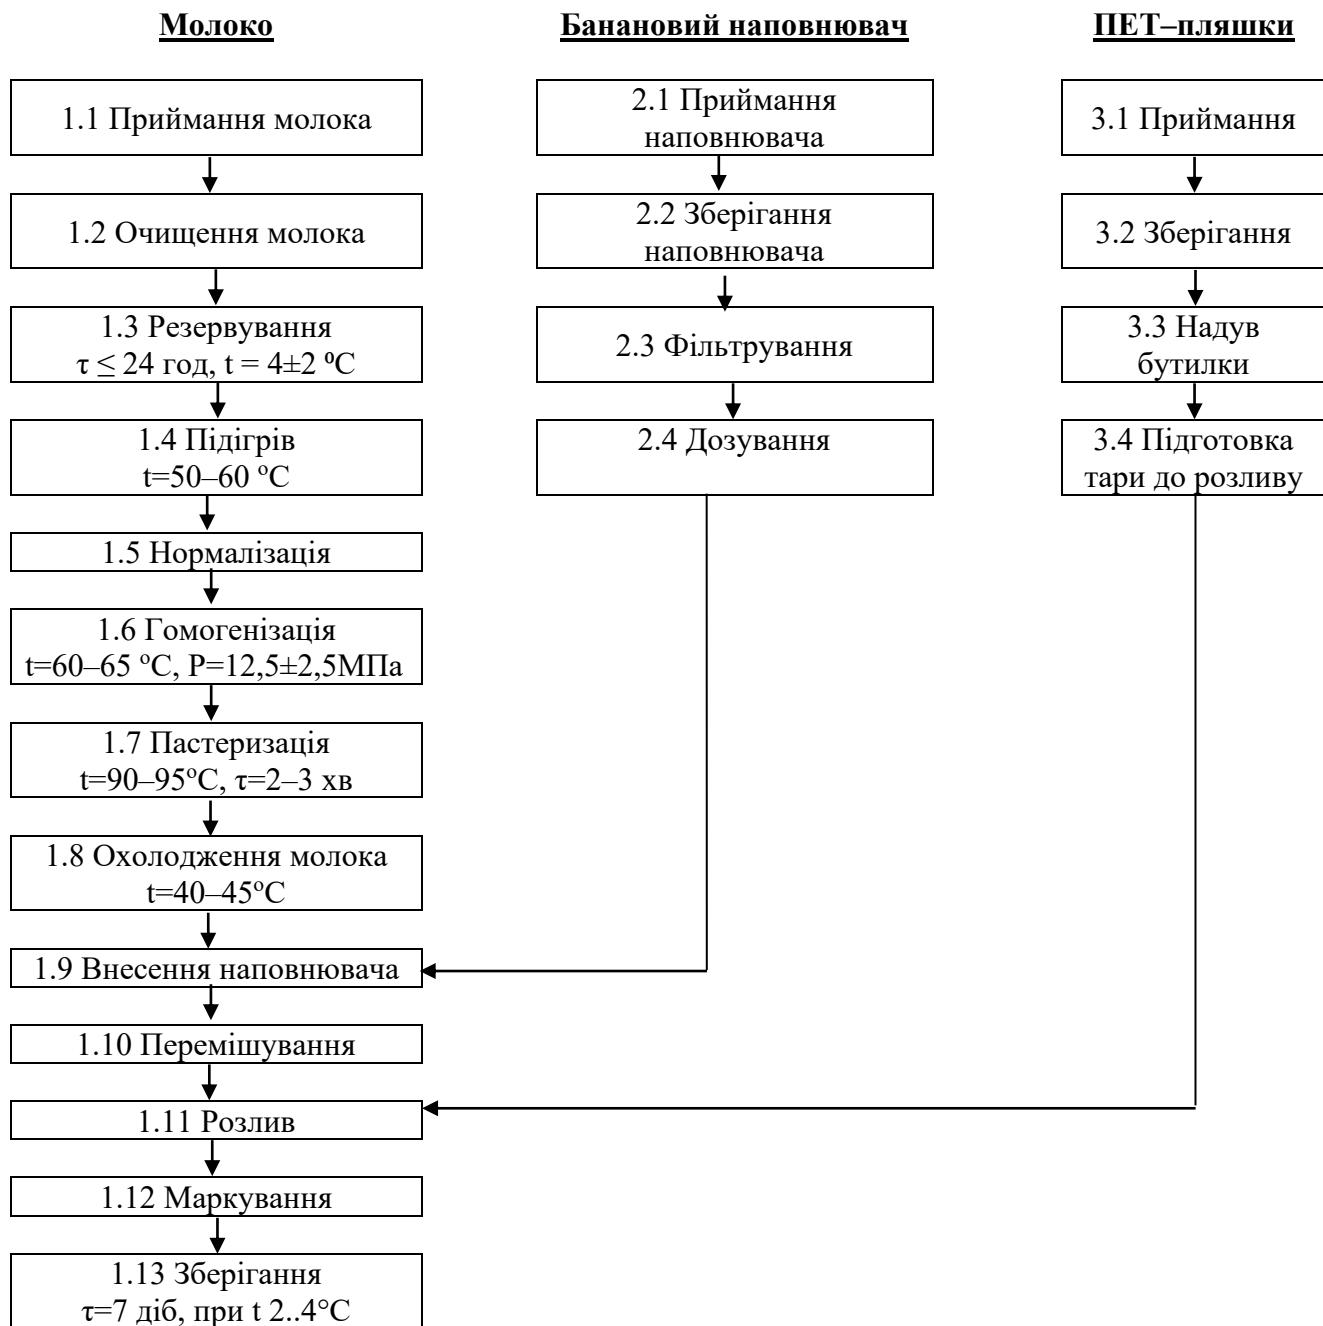 Молоко
1.1 Приймання молока
1.2 Очищення молока
1.3 Резервування
τ ≤ 24 год, t = 4±2 ⁰С
1.4 Підігрів
t=50–60 ºС
1.5 Нормалізація
1.6 Гомогенізація
t=60–65 ºС, Р=12,5±2,5МПа
1.7 Пастеризація
t=90–95ºС, τ=2–3 хв
1.8 Охолодження молока
t=40–45ºС
1.9 Внесення наповнювача
1.10 Перемішування
1.11 Розлив
1.12 Маркування
1.13 Зберігання
τ=7 діб, при t 2..4°С
Банановий наповнювач
2.1 Приймання
наповнювача
2.2 Зберігання
наповнювача
2.3 Фільтрування
2.4 Дозування
ПЕТ–пляшки
3.1 Приймання
3.2 Зберігання
3.3 Надув
бутилки
3.4 Підготовка
тари до розливу